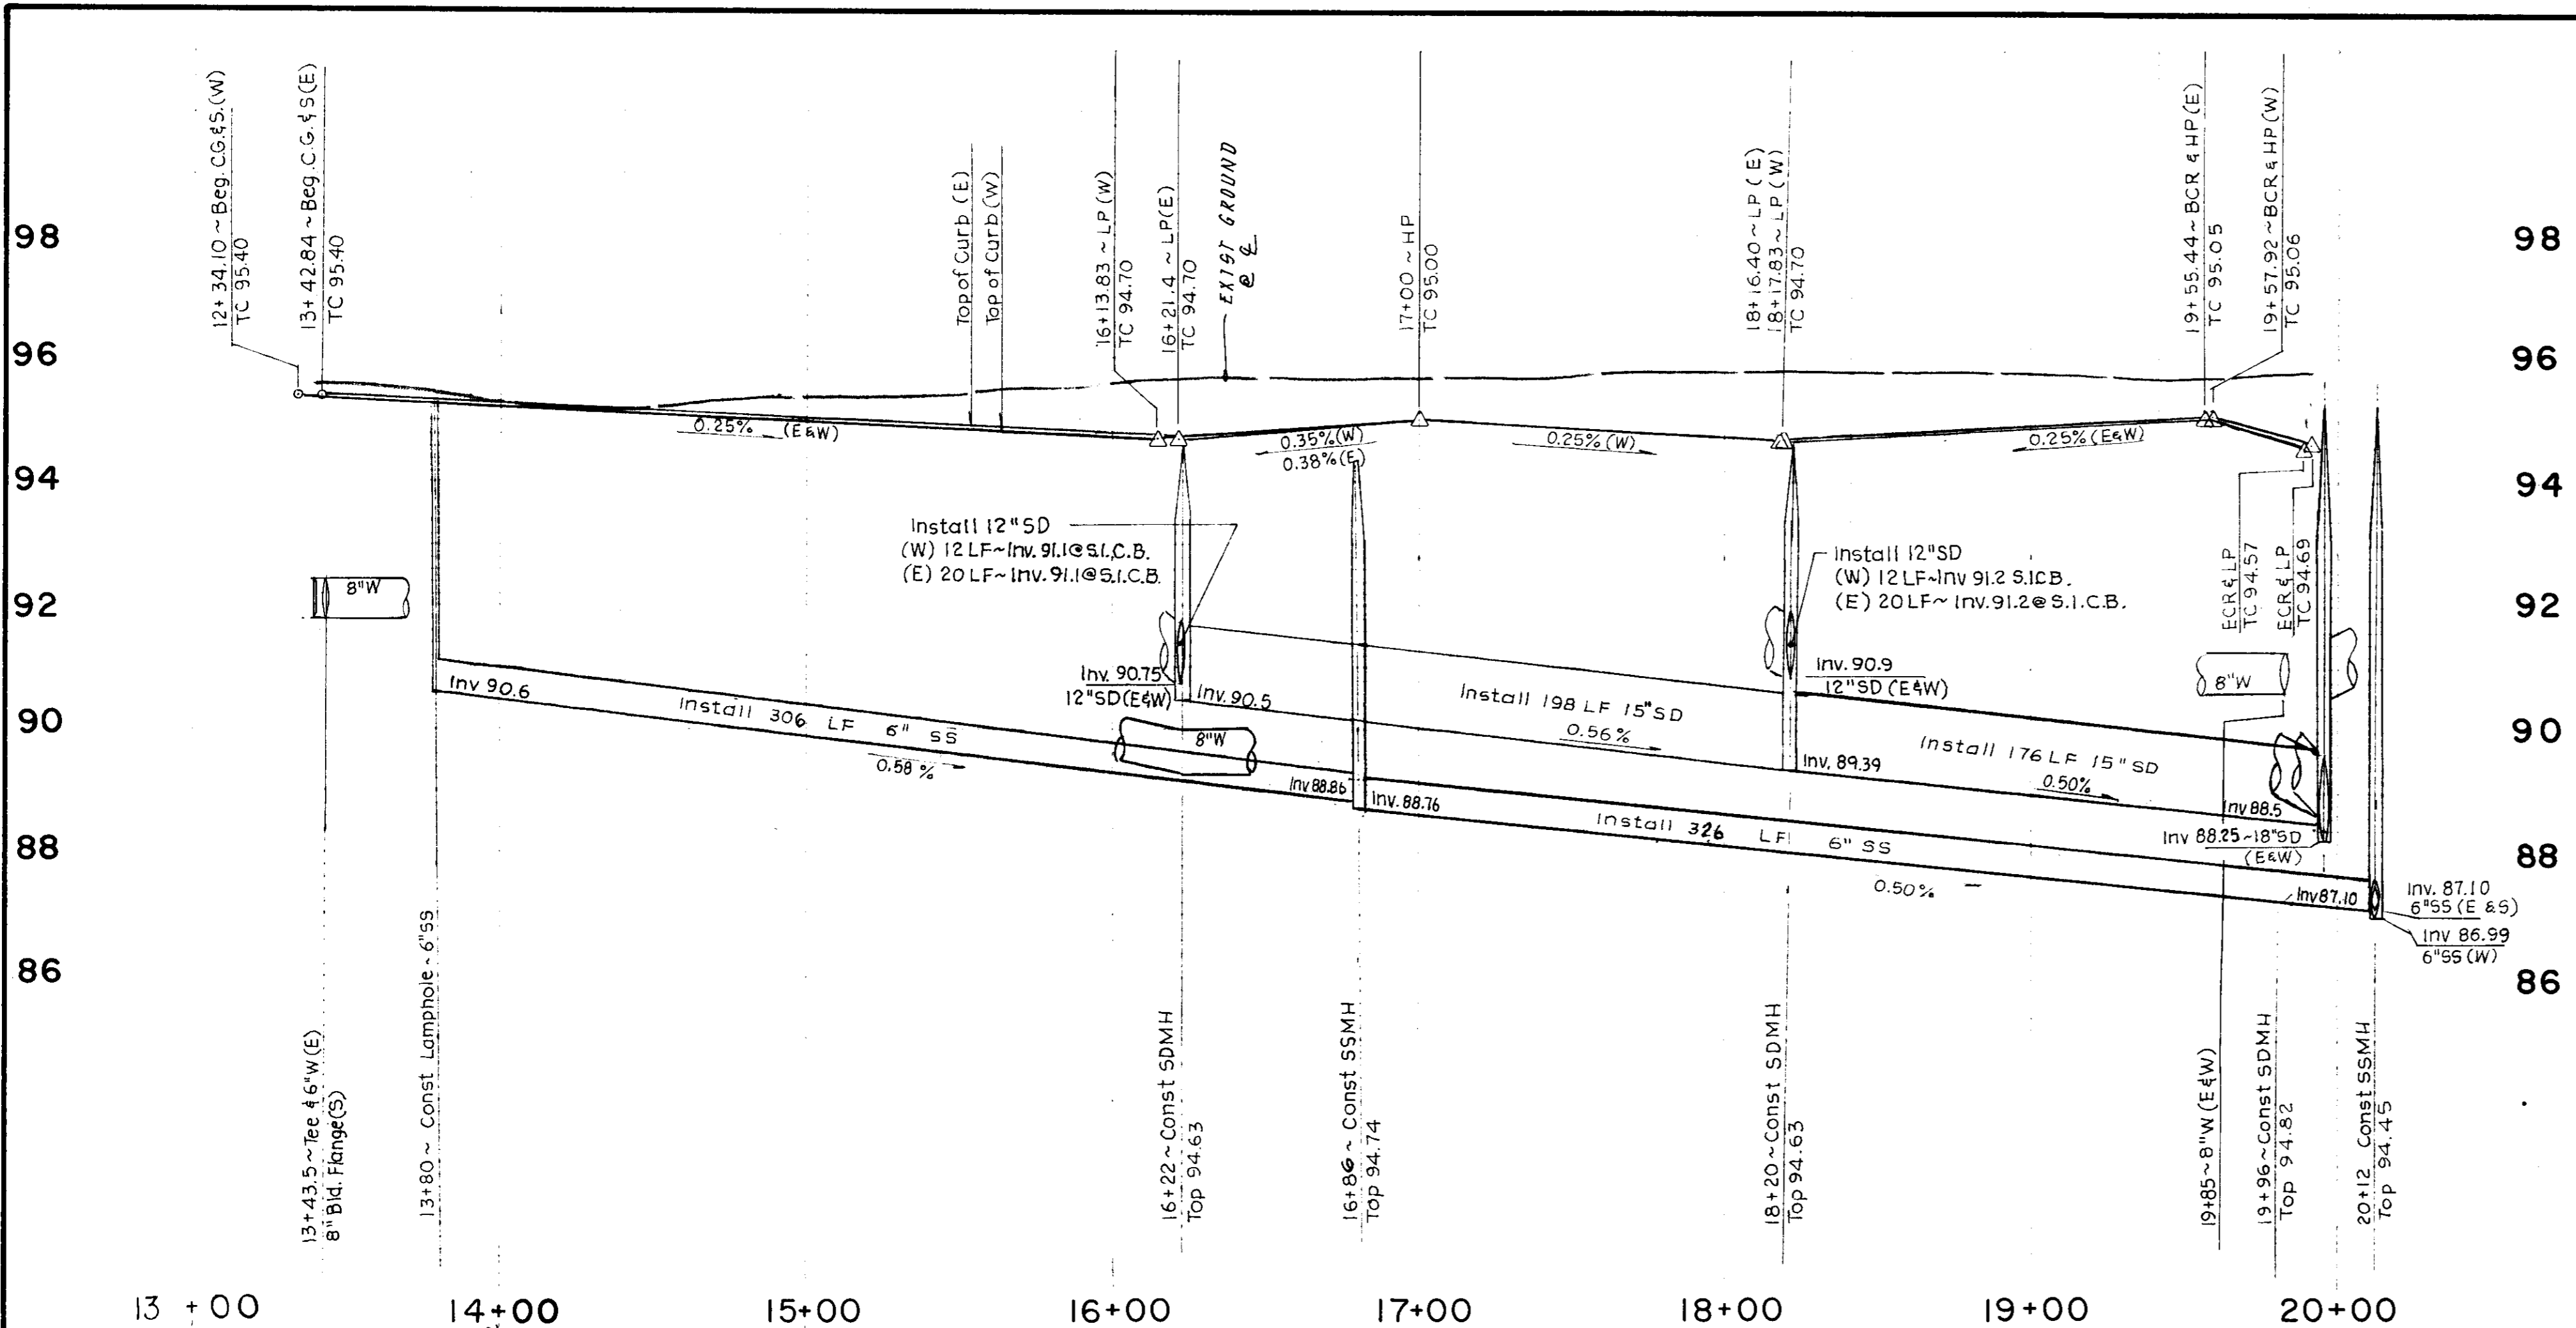 12+34.10 ~ Beg. C.G.&S.(W)
TC 95.40
13+42.84 ~ Beg. C.G. & S(E)
TC 95.40
Top of Curb (E)
Top of Curb (W)
16+13.83 ~ LP (W)
TC 94.70
16+21.4 ~ LP(E)
TC 94.70
EXIST GROUND
@ ℄
17+00 ~ HP
TC 95.00
18+16.40 ~ LP (E)
18+17.83 ~ LP (W)
TC 94.70
19+55.44 ~ BCR & HP (E)
TC 95.05
19+57.92 ~ BCR & HP (W)
TC 95.06
98
98
96
96
94
94
92
92
90
90
88
88
86
86
0.25% (E&W)
0.35% (W)
0.38% (E)
0.25% (W)
0.25% (E&W)
ECR & LP
TC 94.57
ECR & LP
TC 94.69
Install 12" SD
(W) 12 LF~Inv. 91.1@ S.I.C.B.
(E) 20 LF~Inv. 91.1@ S.I.C.B.
Install 12" SD
(W) 12 LF~Inv 91.2 S.I.C.B.
(E) 20 LF~ Inv. 91.2@ S.I.C.B.
8"W
Inv 90.6
Install 306 LF 6" SS
0.58 %
Inv. 90.75
12"SD (E&W)
Inv. 90.5
8"W
Install 198 LF 15" SD
0.56%
Inv. 90.9
12"SD (E&W)
Inv. 89.39
Install 176 LF 15" SD
0.50%
8"W
Inv 88.86
Inv. 88.76
Install 326 LF 6" SS
0.50%
Inv 88.5
Inv 88.25~18"SD
(E&W)
Inv 87.10
Inv. 87.10
6"SS (E & S)
Inv 86.99
6"SS (W)
13+43.5 ~ Tee & 6"W (E)
8" Bld. Flange(S)
13+80 ~ Const Lamphole ~ 6"SS
16+22 ~ Const SDMH
Top 94.63
16+86 ~ Const SSMH
Top 94.74
18+20 ~ Const SDMH
Top 94.63
19+85 ~ 8"W (E & W)
19+96 ~ Const SDMH
Top 94.82
20+12 Const SSMH
Top 94.45
13 +00
14+00
15+00
16+00
17+00
18+00
19+00
20+00